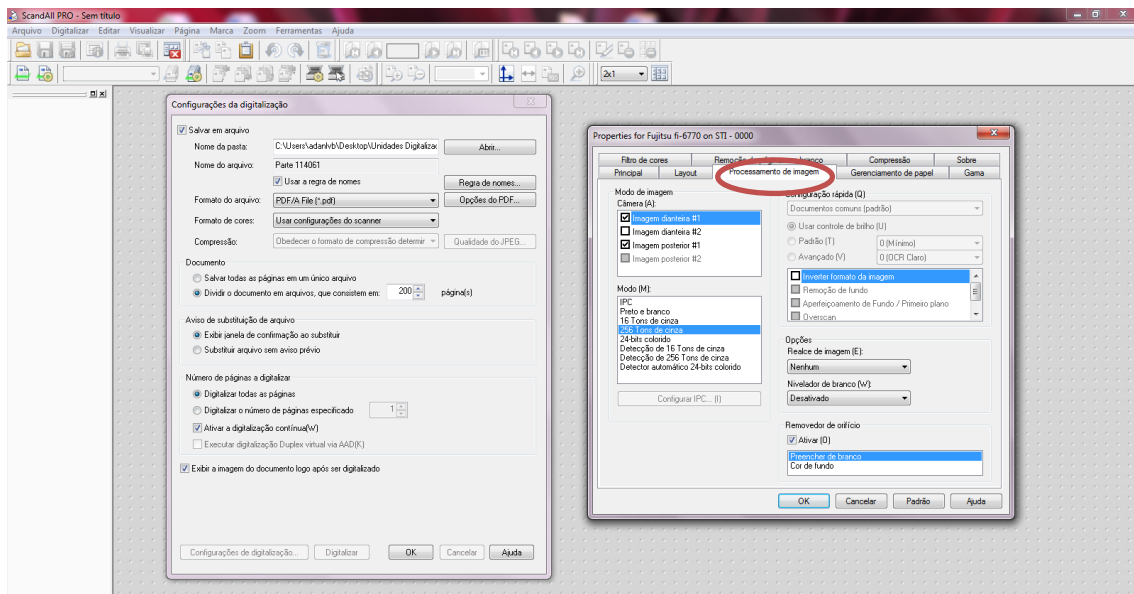 ScandAll PRO - Sem título
Arquivo Digitalizar Editar Visualizar Página Marca Zoom Ferramentas Ajuda
2x1
Configurações da digitalização
Salvar em arquivo
Nome da pasta: C:\Users\adanlvb\Desktop\Unidades Digitalizac Abrir...
Nome do arquivo: Parte 114061
Usar a regra de nomes Regra de nomes...
Formato do arquivo: PDF/A File (*.pdf) Opções do PDF...
Formato de cores: Usar configurações do scanner
Compressão: Obedecer o formato de compressão determir Qualidade do JPEG...
Documento
Salvar todas as páginas em um único arquivo
Dividir o documento em arquivos, que consistem em: 200 página(s)
Aviso de substituição de arquivo
Exibir janela de confirmação ao substituir
Substituir arquivo sem aviso prévio
Número de páginas a digitalizar
Digitalizar todas as páginas
Digitalizar o número de páginas especificado 1
Ativar a digitalização contínua(W)
Executar digitalização Duplex virtual via AAD(K)
Exibir a imagem do documento logo após ser digitalizado
Configurações de digitalização... Digitalizar OK Cancelar Ajuda
Properties for Fujitsu fi-6770 on STI - 0000
Filtro de cores Remoção de branco Compressão Sobre
Principal Layout Processamento de imagem Gerenciamento de papel Gama
Modo de imagem
Câmera (A):
Imagem dianteira #1
Imagem dianteira #2
Imagem posterior #1
Imagem posterior #2
Modo (M):
IPC
Preto e branco
16 Tons de cinza
256 Tons de cinza
24-bits colorido
Detecção de 16 Tons de cinza
Detecção de 256 Tons de cinza
Detector automático 24-bits colorido
Configurar IPC... (I)
Configuração rápida (Q)
Documentos comuns (padrão)
Usar controle de brilho (U)
Padrão (T) 0 (Mínimo)
Avançado (V) 0 (OCR Claro)
Inverter formato da imagem
Remoção de fundo
Aperfeiçoamento de Fundo / Primeiro plano
Overscan
Opções
Realce de imagem (E):
Nenhum
Nivelador de branco (W):
Desativado
Removedor de orifício
Ativar (O)
Preencher de branco
Cor de fundo
OK Cancelar Padrão Ajuda